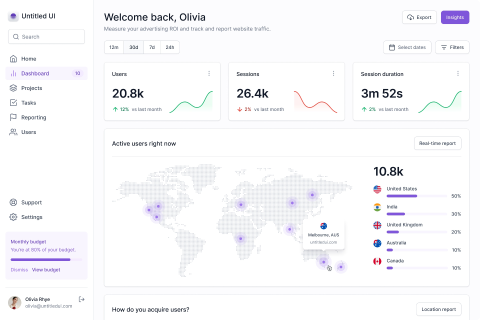 Untitled UI
Search
Home
Dashboard 10
Projects
Tasks
Reporting
Users
Support
Settings
Monthly budget
You're at 80% of your budget.
Dismiss View budget
Olivia Rhye
olivia@untitledui.com
Welcome back, Olivia
Measure your advertising ROI and track and report website traffic.
Export
Insights
12m 30d 7d 24h
Select dates
Filters
Users
20.8k
12% vs last month
Sessions
26.4k
2% vs last month
Session duration
3m 52s
2% vs last month
Active users right now
Real-time report
Melbourne, AUS
untitledui.com
10.8k
United States
50%
India
30%
United Kingdom
20%
Australia
10%
Canada
10%
How do you acquire users?
Location report